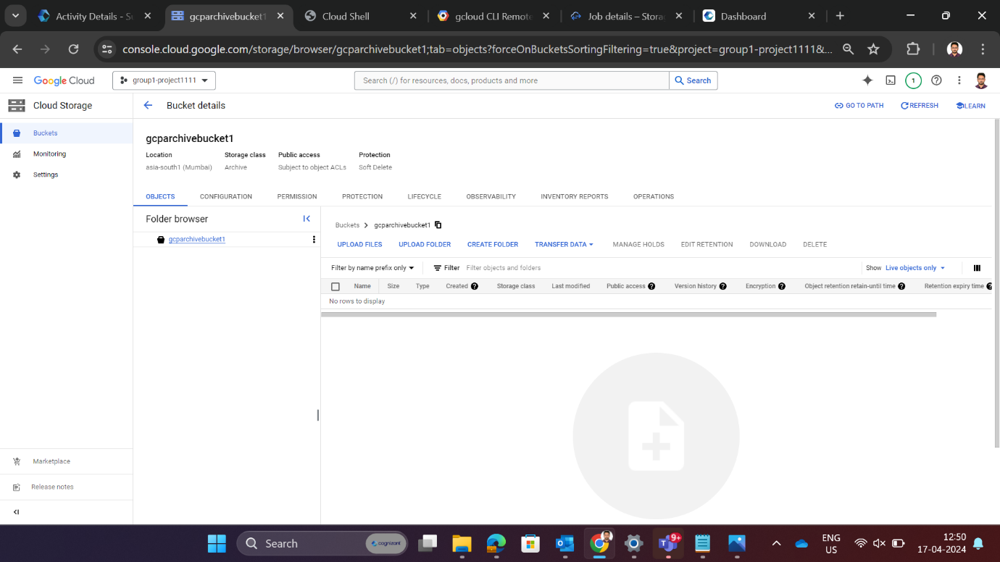 Activity Details - Su
gcparchivebucket1
Cloud Shell
gcloud CLI Remote
Job details – Storag
Dashboard
console.cloud.google.com/storage/browser/gcparchivebucket1;tab=objects?forceOnBucketsSortingFiltering=true&project=group1-project1111&...
Google Cloud
group1-project1111
Search (/) for resources, docs, products and more
Search
1
Cloud Storage
Bucket details
GO TO PATH
REFRESH
LEARN
Buckets
Monitoring
Settings
gcparchivebucket1
Location
Storage class
Public access
Protection
asia-south1 (Mumbai)
Archive
Subject to object ACLs
Soft Delete
OBJECTS
CONFIGURATION
PERMISSION
PROTECTION
LIFECYCLE
OBSERVABILITY
INVENTORY REPORTS
OPERATIONS
Folder browser
gcparchivebucket1
Buckets > gcparchivebucket1
UPLOAD FILES
UPLOAD FOLDER
CREATE FOLDER
TRANSFER DATA
MANAGE HOLDS
EDIT RETENTION
DOWNLOAD
DELETE
Filter by name prefix only
Filter
Filter objects and folders
Show
Live objects only
Name
Size
Type
Created
Storage class
Last modified
Public access
Version history
Encryption
Object retention retain-until time
Retention expiry time
No rows to display
Marketplace
Release notes
Search
cognizant
9+
ENG
US
12:50
17-04-2024